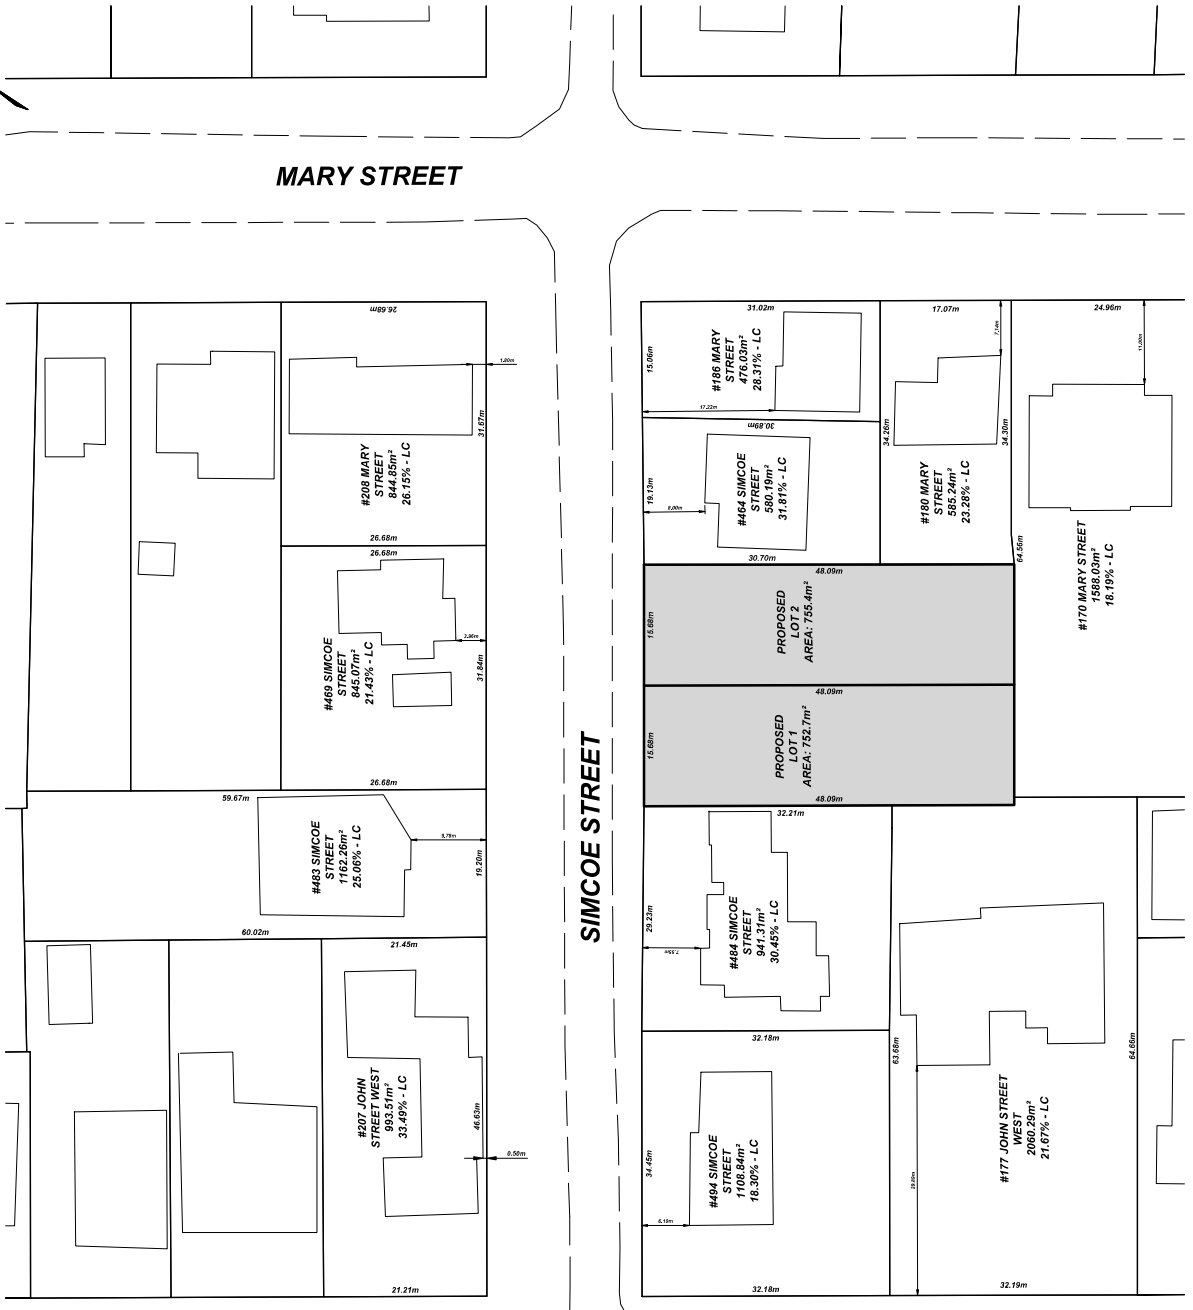 MARY STREET
26.68m
1.80m
31.67m
#208 MARY
STREET
844.85m²
26.15% - LC
26.68m
26.68m
#469 SIMCOE
STREET
845.07m²
21.43% - LC
31.84m
26.68m
59.67m
#483 SIMCOE
STREET
1162.26m²
25.06% - LC
19.20m
60.02m
21.45m
#207 JOHN
STREET WEST
993.51m²
33.49% - LC
46.63m
0.50m
21.21m
SIMCOE STREET
31.02m
15.06m
#186 MARY
STREET
476.03m²
28.31% - LC
17.22m
30.89m
19.13m
#464 SIMCOE
STREET
580.19m²
31.81% - LC
30.70m
17.07m
7.14m
34.26m
34.30m
#180 MARY
STREET
585.24m²
23.28% - LC
24.96m
11.00m
64.56m
#170 MARY STREET
1588.03m²
18.19% - LC
48.09m
15.68m
PROPOSED
LOT 2
AREA: 755.4m²
48.09m
15.68m
PROPOSED
LOT 1
AREA: 752.7m²
48.09m
32.21m
29.23m
#484 SIMCOE
STREET
941.31m²
30.45% - LC
32.18m
34.45m
#494 SIMCOE
STREET
1108.84m²
18.30% - LC
6.19m
32.18m
63.68m
64.66m
#177 JOHN STREET
WEST
2060.29m²
21.67% - LC
32.19m